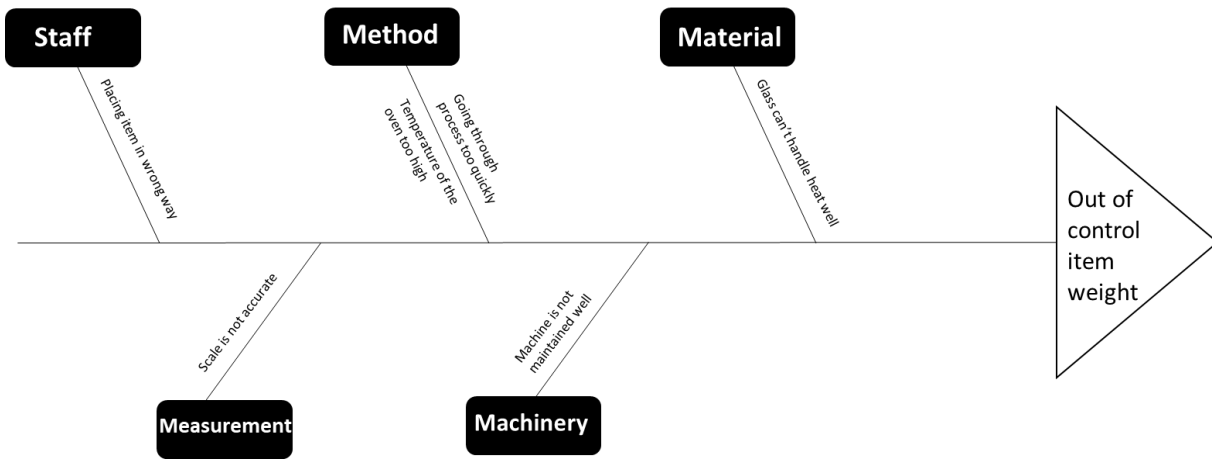 Staff
Method
Material
Placing item in wrong way
Temperature of the
oven too high
Going through
process too quickly
Glass can't handle heat well
Out of
control
item
weight
Scale is not accurate
Machine is not
maintained well
Measurement
Machinery